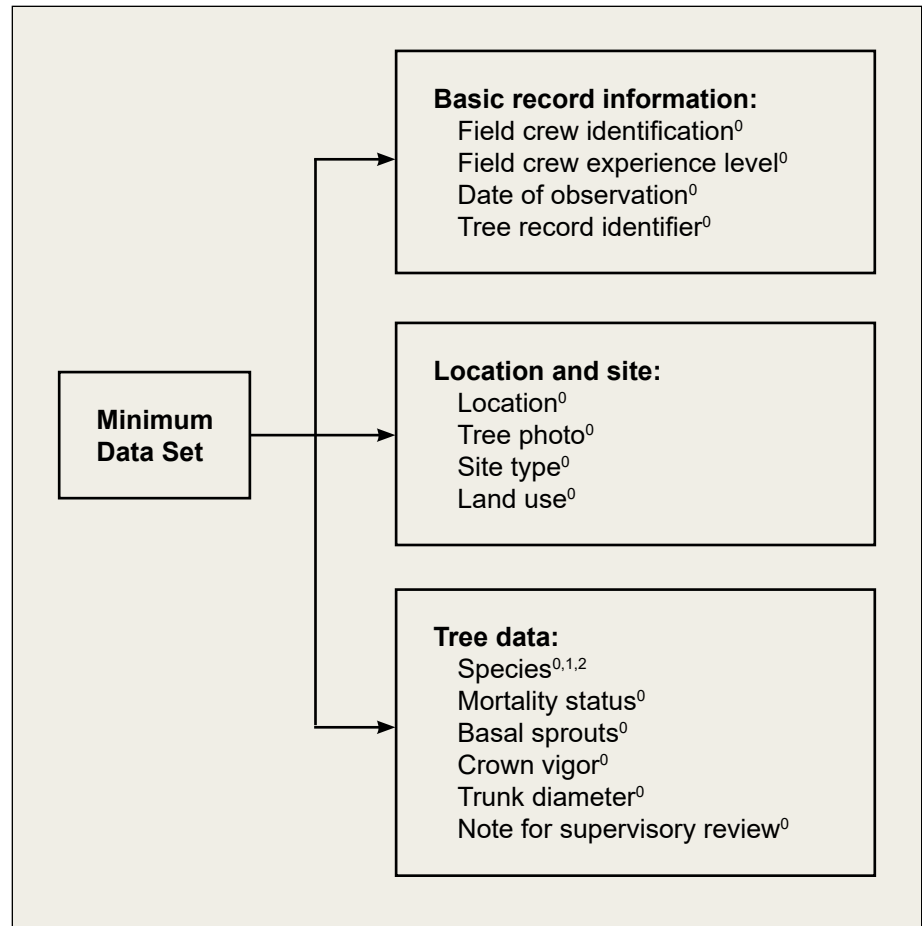 Basic record information:
Field crew identification⁰
Field crew experience level⁰
Date of observation⁰
Tree record identifier⁰
Minimum
Data Set
Location and site:
Location⁰
Tree photo⁰
Site type⁰
Land use⁰
Tree data:
Species⁰,¹,²
Mortality status⁰
Basal sprouts⁰
Crown vigor⁰
Trunk diameter⁰
Note for supervisory review⁰